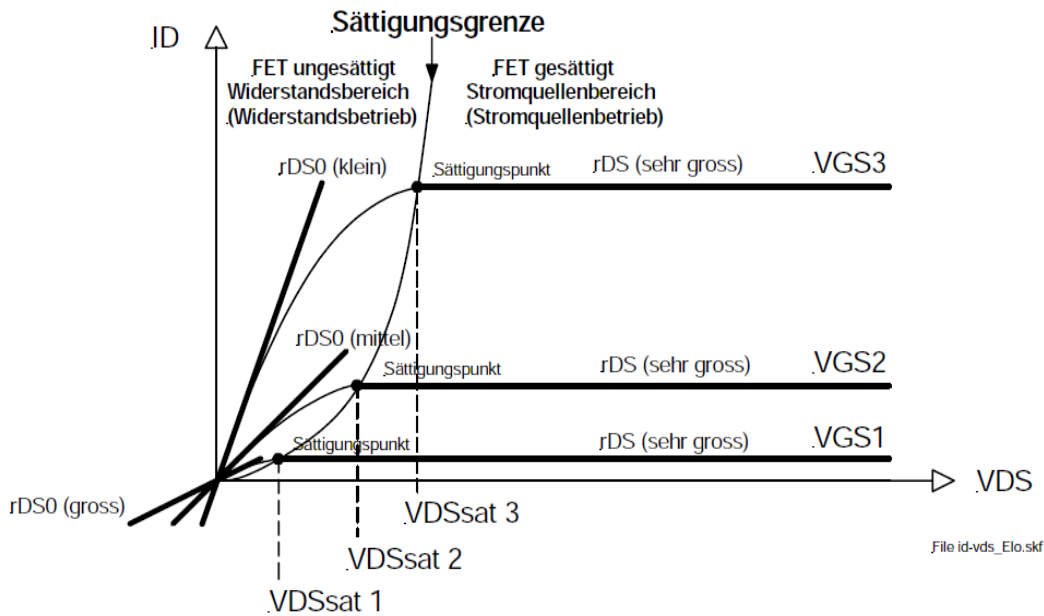 Sättigungsgrenze
ID
FET ungesättigt
Widerstandsbereich
(Widerstandsbetrieb)
FET gesättigt
Stromquellenbereich
(Stromquellenbetrieb)
rDS0 (klein)
Sättigungspunkt
rDS (sehr gross)
VGS3
rDS0 (mittel)
Sättigungspunkt
rDS (sehr gross)
VGS2
Sättigungspunkt
rDS (sehr gross)
VGS1
rDS0 (gross)
VDS
VDSsat 3
File id-vds_Elo.skf
VDSsat 2
VDSsat 1